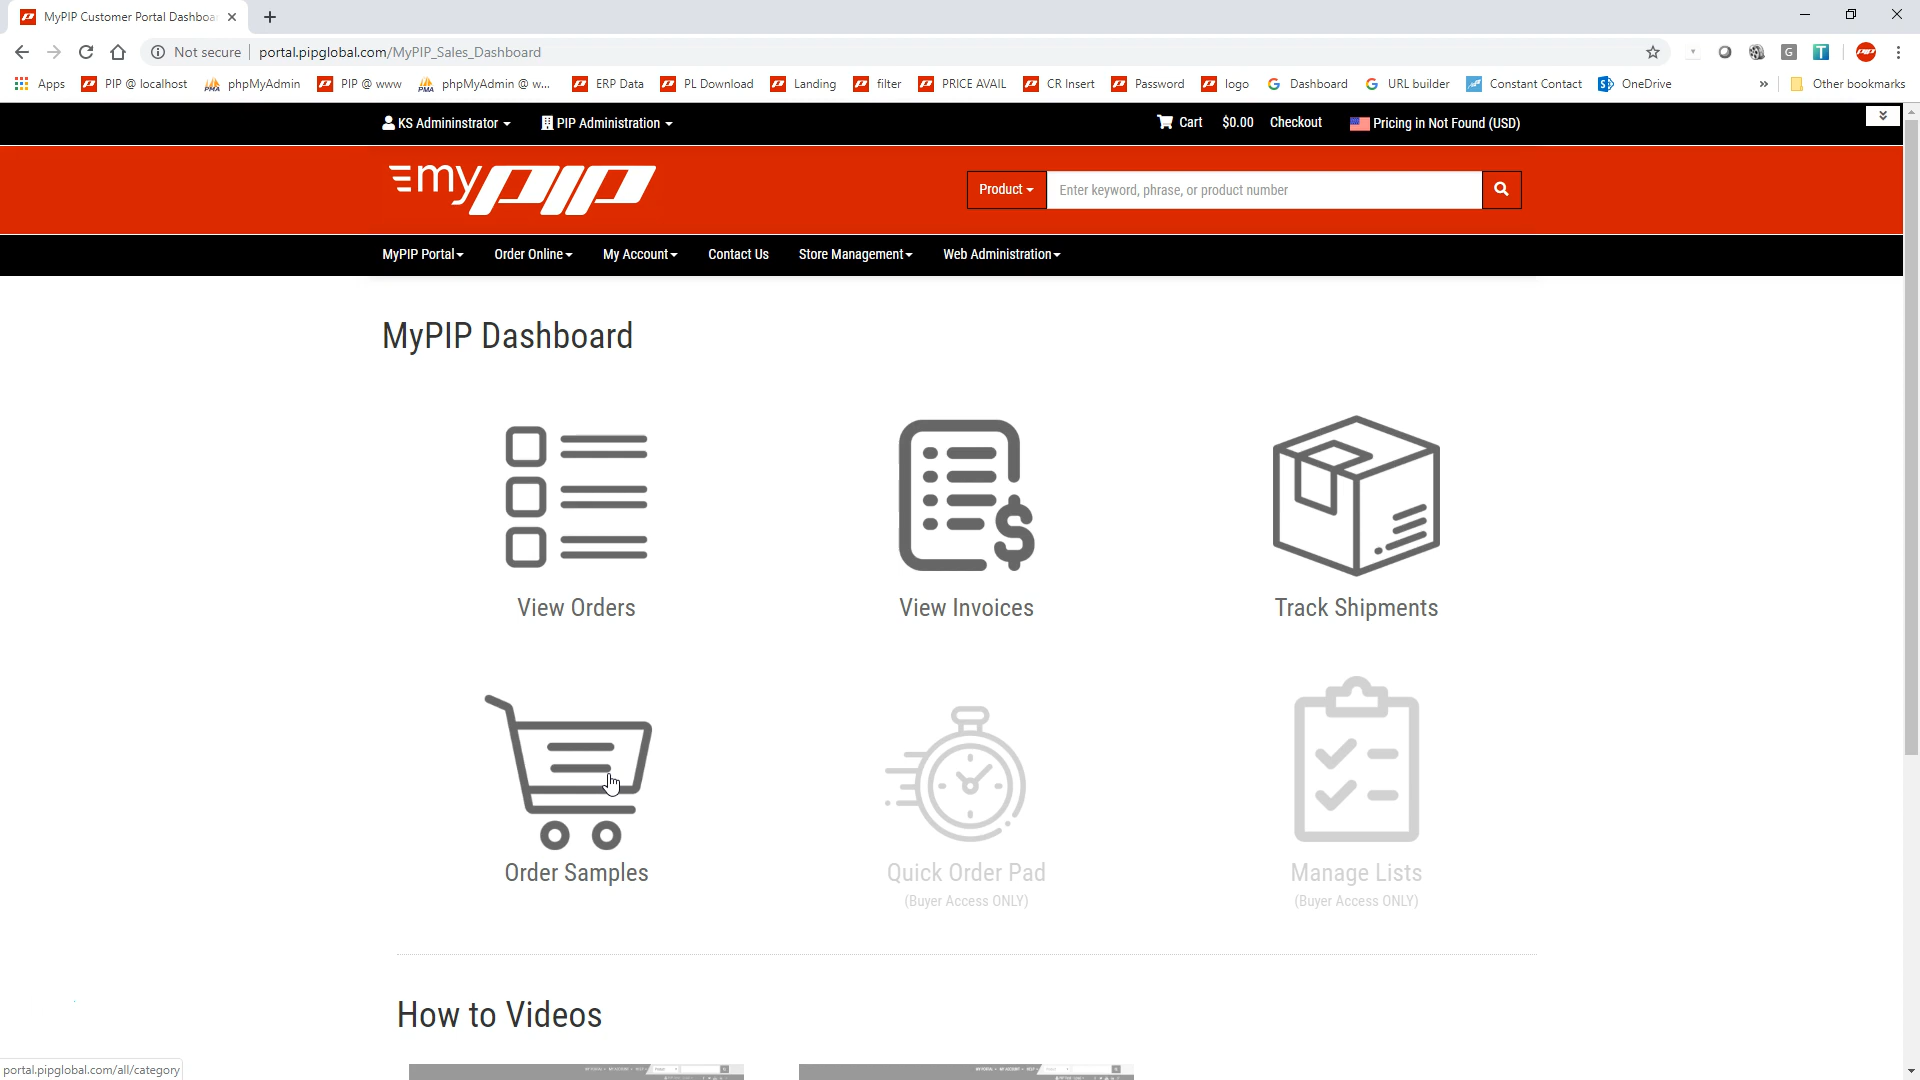 MyPIP Customer Portal Dashboa
Not secure portal.pipglobal.com/MyPIP_Sales_Dashboard
Apps PIP @ localhost phpMyAdmin PIP @ www phpMyAdmin @ w... ERP Data PL Download Landing filter PRICE AVAIL CR Insert Password logo Dashboard URL builder Constant Contact OneDrive » Other bookmarks
KS Admininstrator PIP Administration Cart $0.00 Checkout Pricing in Not Found (USD)
my PIP
Product Enter keyword, phrase, or product number
MyPIP Portal Order Online My Account Contact Us Store Management Web Administration
MyPIP Dashboard
View Orders View Invoices Track Shipments
Order Samples Quick Order Pad Manage Lists
(Buyer Access ONLY) (Buyer Access ONLY)
How to Videos
portal.pipglobal.com/all/category